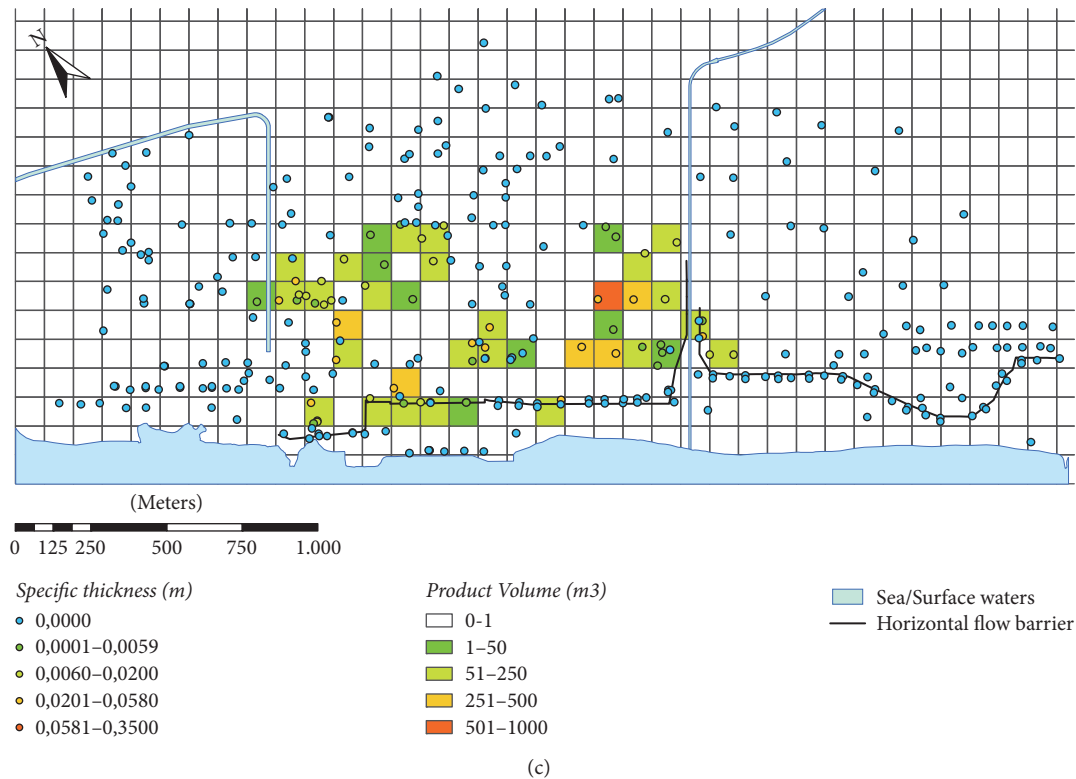 N
(Meters)
0 125 250 500 750 1.000
Specific thickness (m)
0,0000
0,0001–0,0059
0,0060–0,0200
0,0201–0,0580
0,0581–0,3500
Product Volume (m3)
0-1
1–50
51–250
251–500
501–1000
Sea/Surface waters
Horizontal flow barrier
(c)